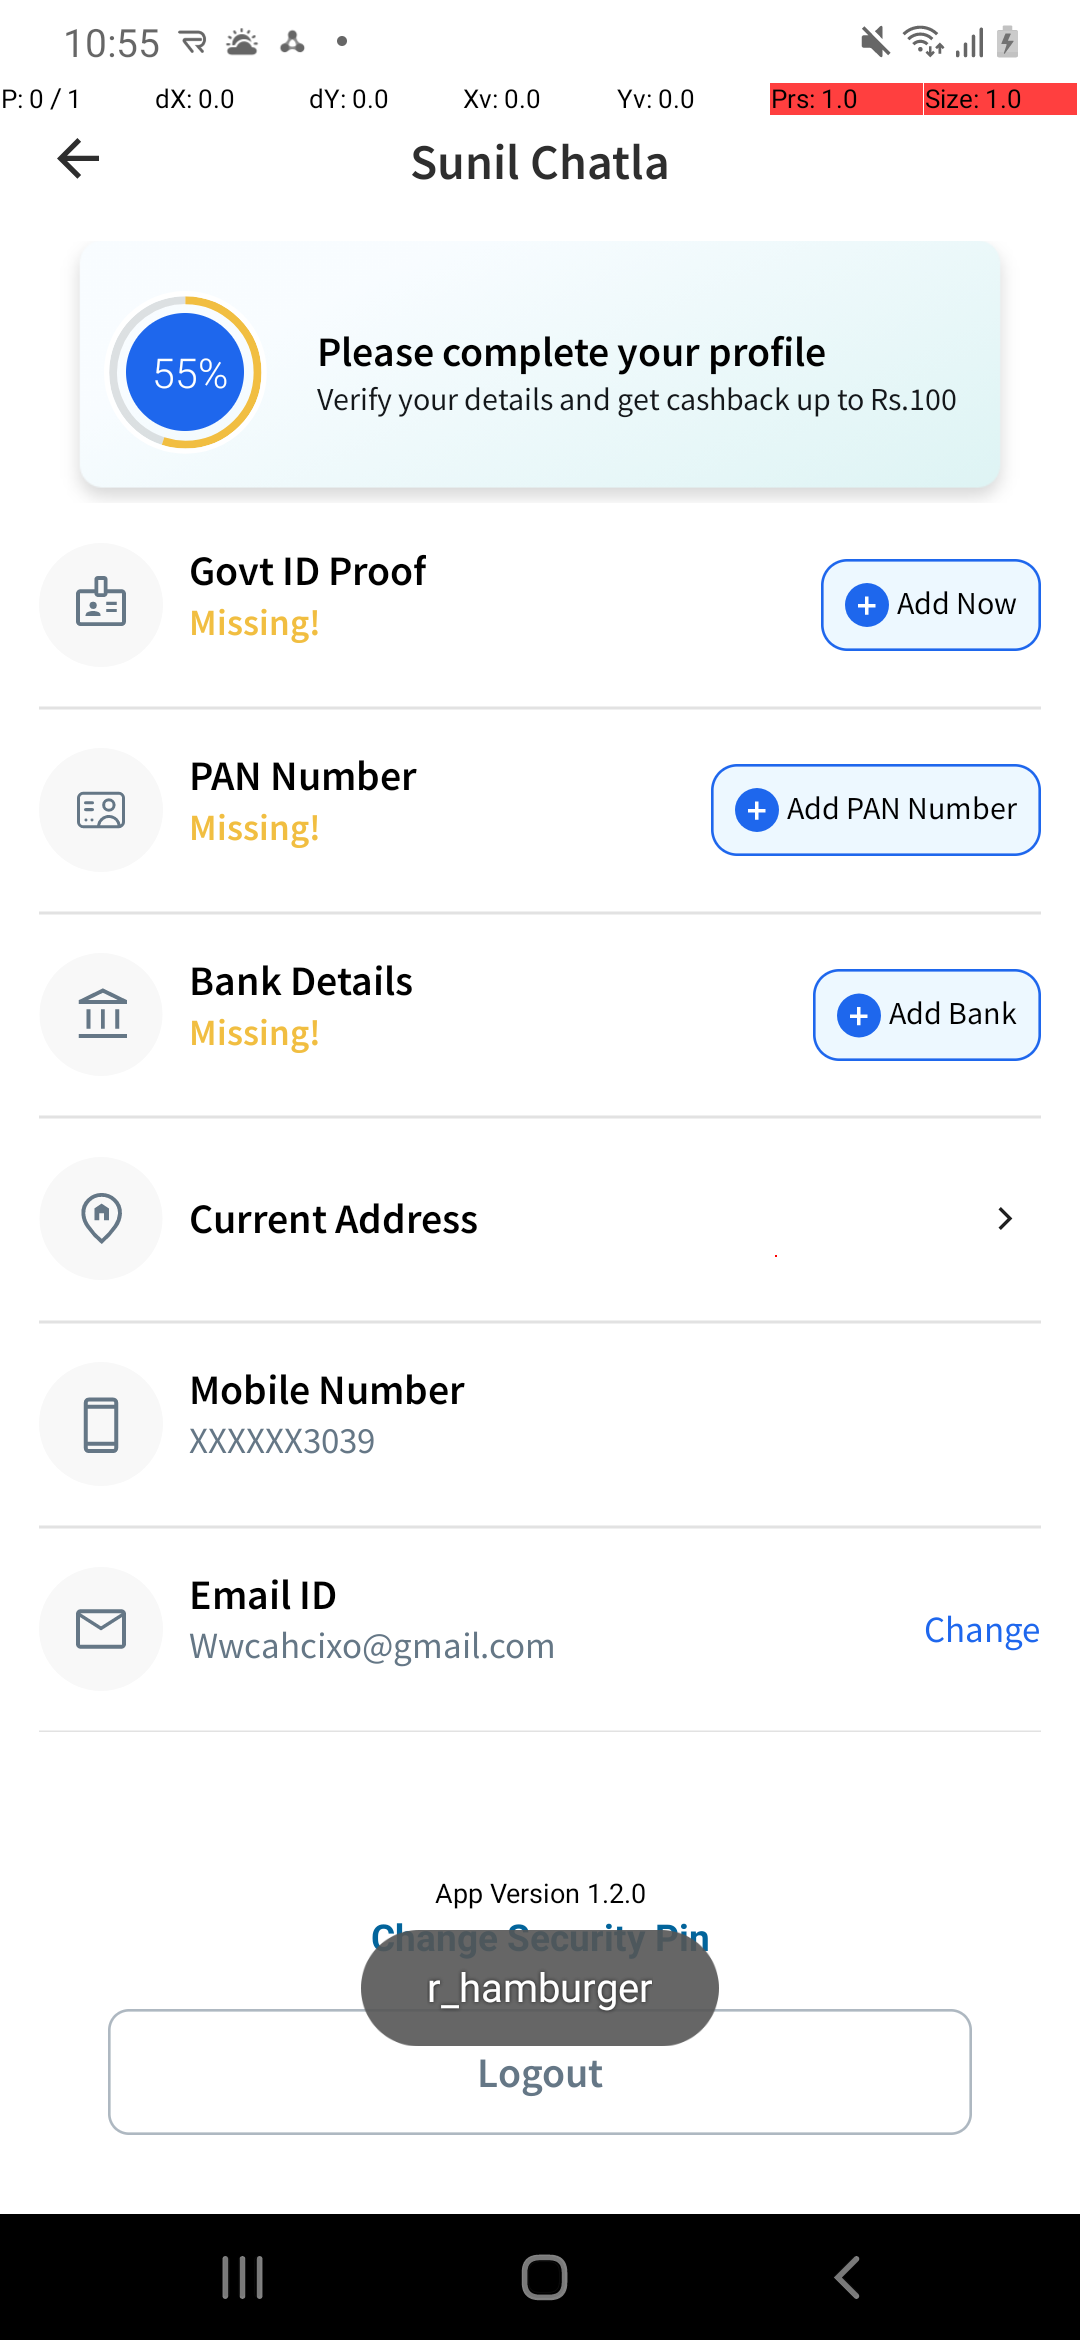 10:55
P: 0 / 1 dX: 0.0 dY: 0.0 Xv: 0.0 Yv: 0.0 Prs: 1.0 Size: 1.0
Sunil Chatla
55%
Please complete your profile
Verify your details and get cashback up to Rs.100
Govt ID Proof
Missing!
Add Now
PAN Number
Missing!
Add PAN Number
Bank Details
Missing!
Add Bank
Current Address
Mobile Number
XXXXXX3039
Email ID
Wwcahcixo@gmail.com
Change
App Version 1.2.0
Change Security Pin
r_hamburger
Logout